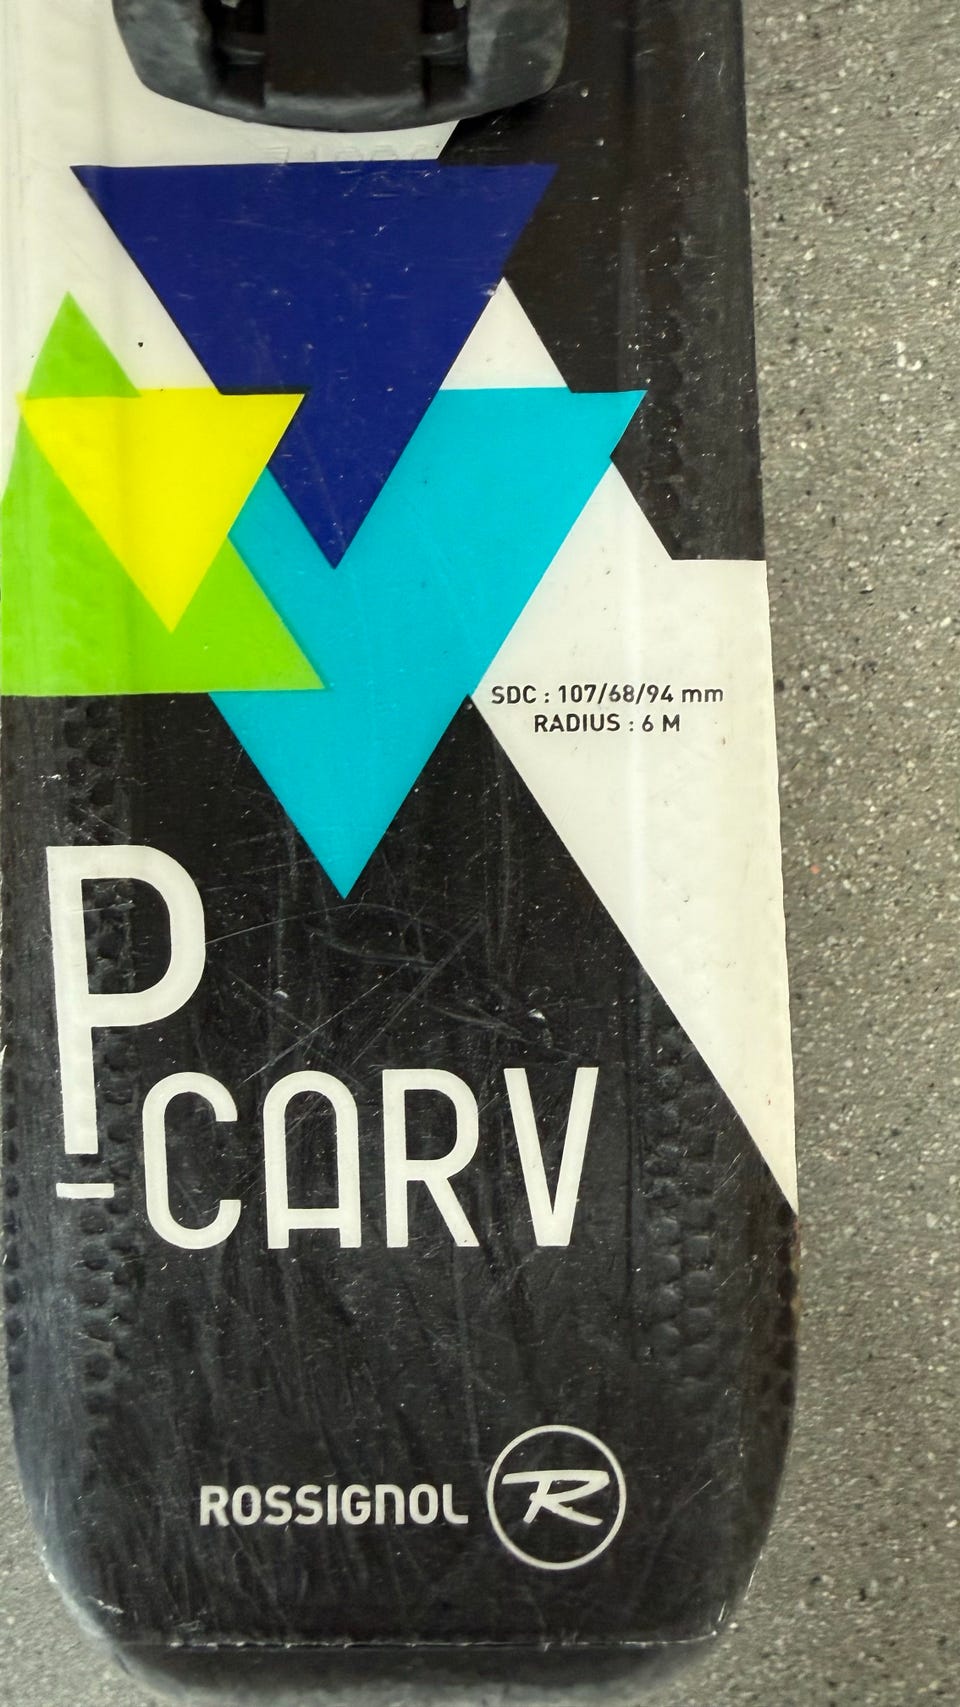 SDC : 107/68/94 mm
RADIUS : 6 M
P
CARV
ROSSIGNOL R